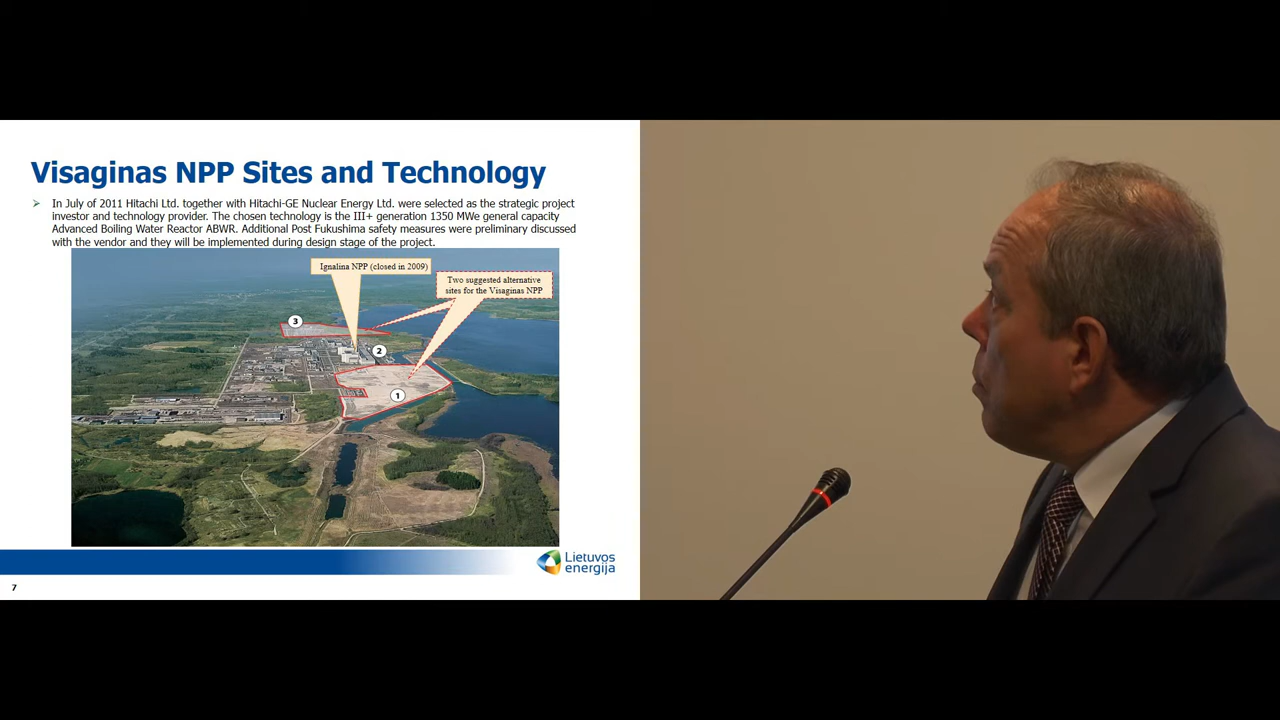 Visaginas NPP Sites and Technology
In July of 2011 Hitachi Ltd. together with Hitachi-GE Nuclear Energy Ltd. were selected as the strategic project
investor and technology provider. The chosen technology is the III+ generation 1350 MWe general capacity
Advanced Boiling Water Reactor ABWR. Additional Post Fukushima safety measures were preliminary discussed
with the vendor and they will be implemented during design stage of the project.
Ignalina NPP (closed in 2009)
Two suggested alternative
sites for the Visaginas NPP
3
2
1
Lietuvos
energija
7